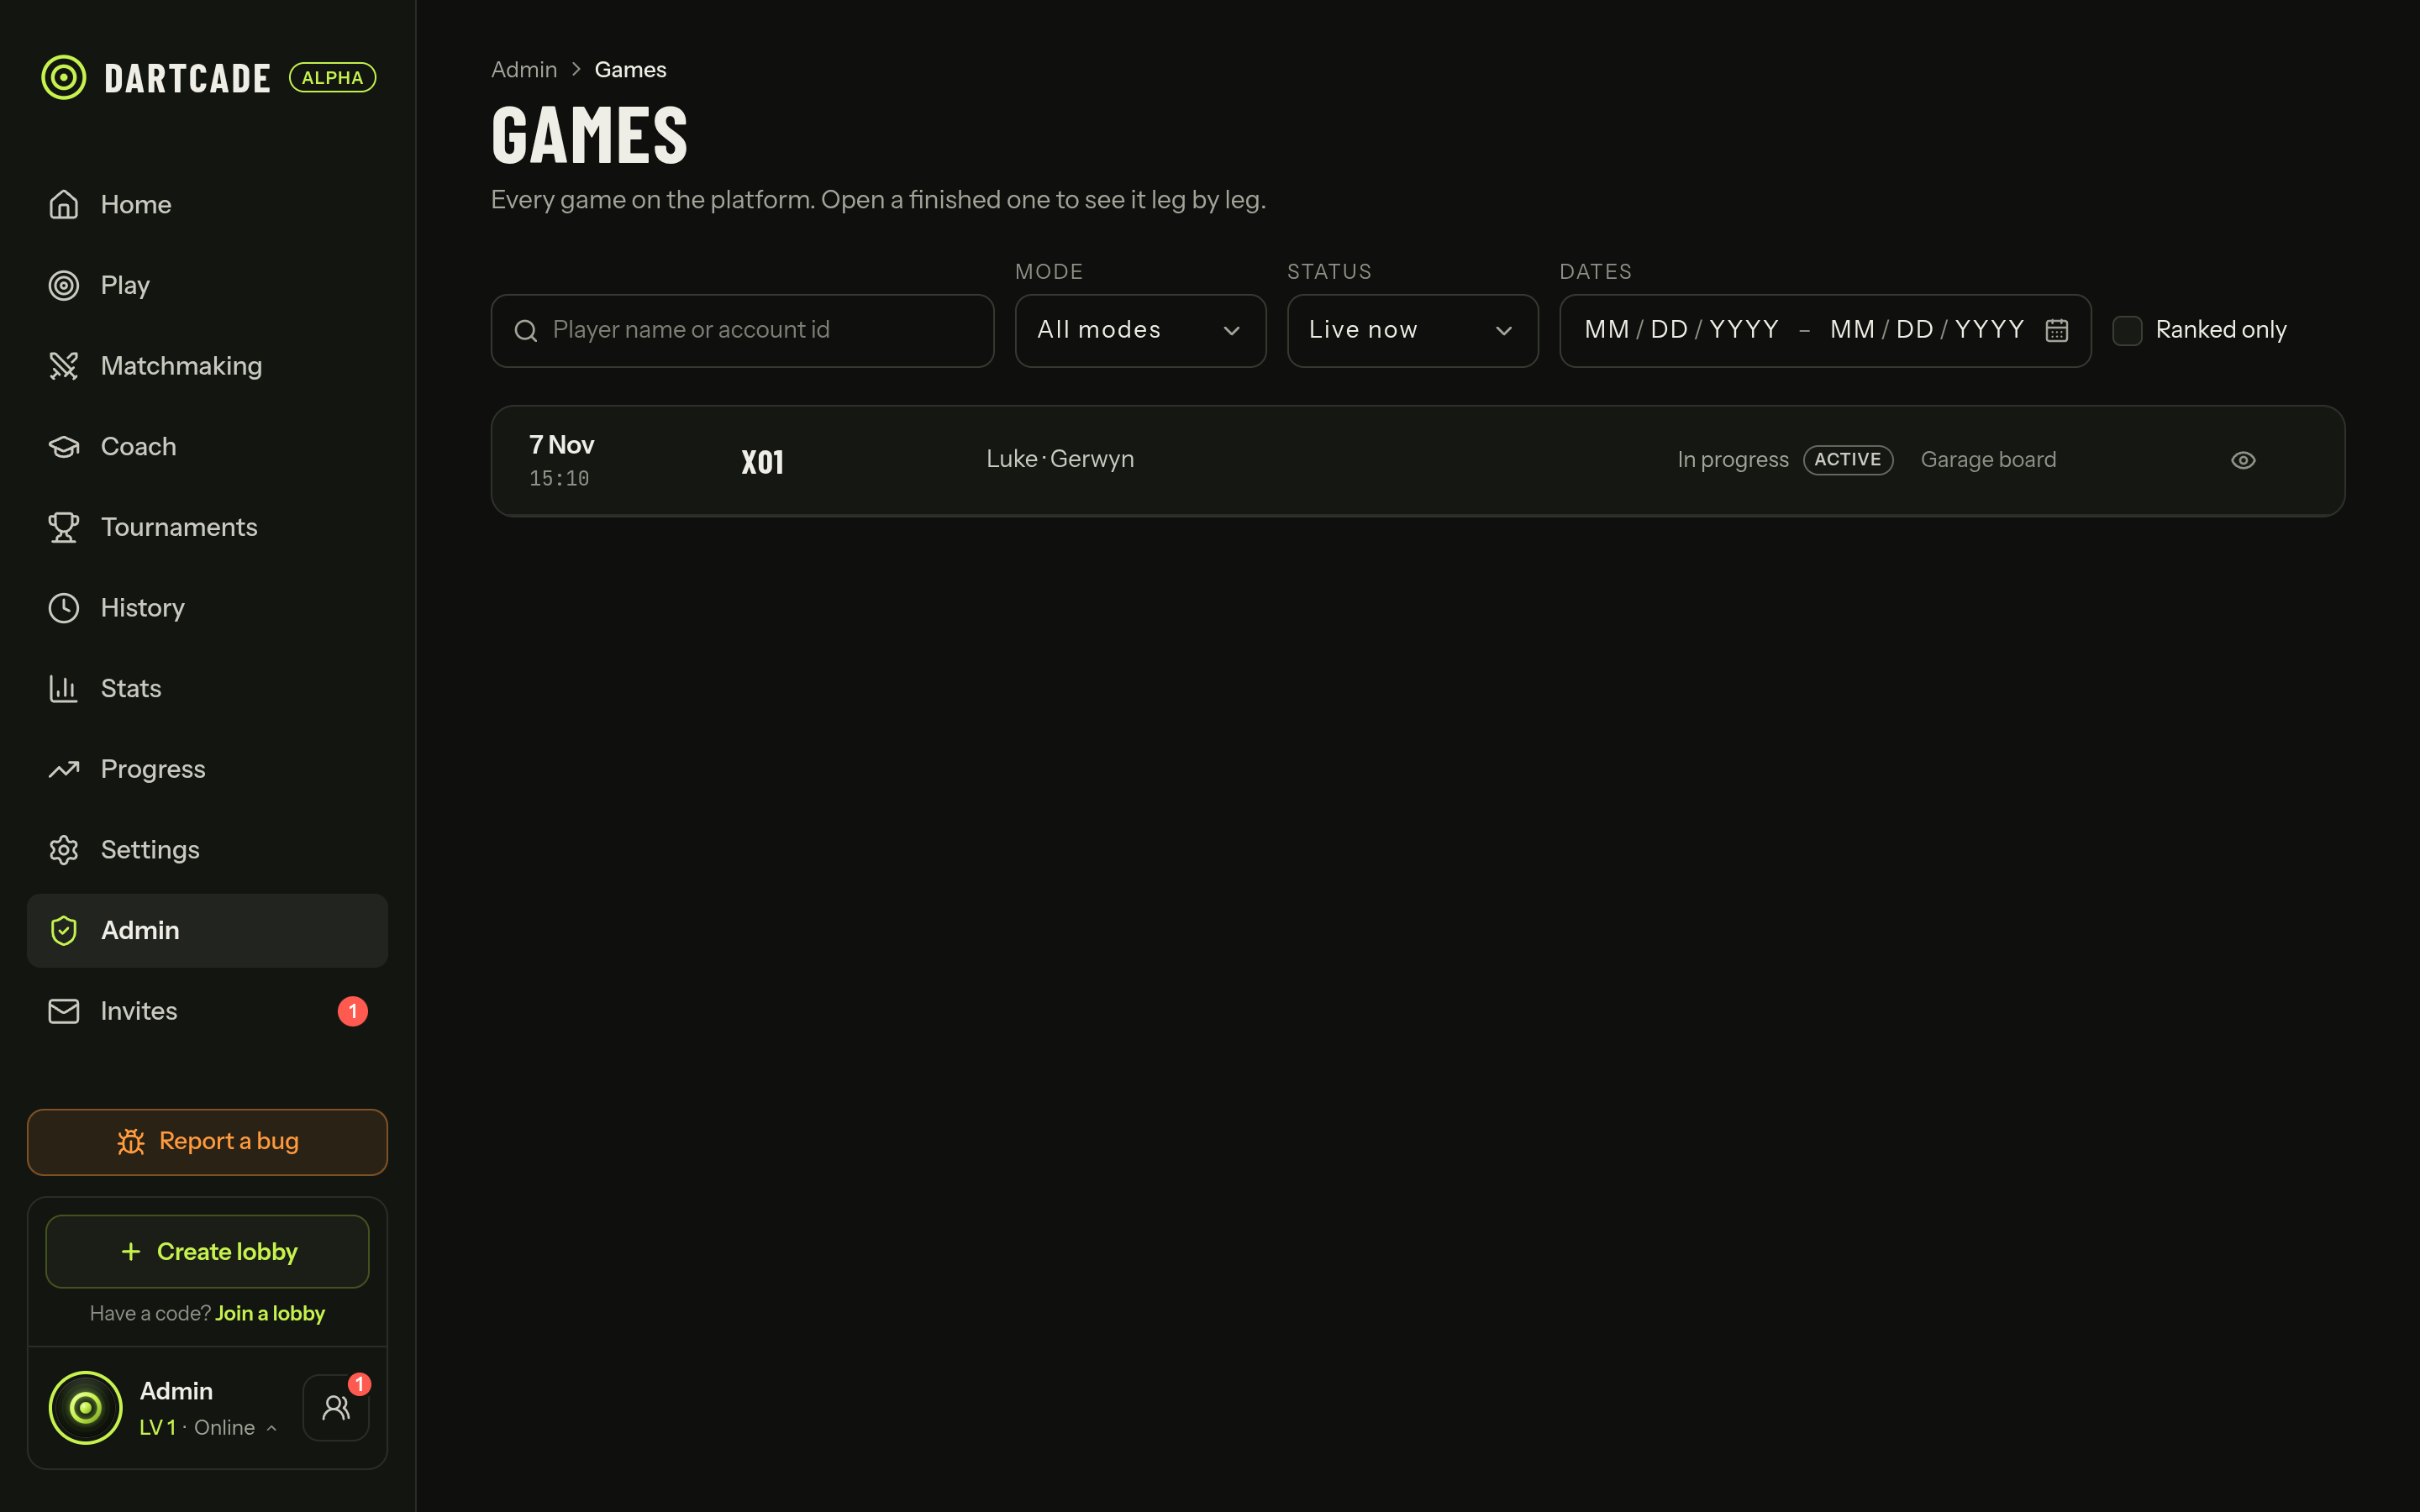 DARTCADE ALPHA
Home
Play
Matchmaking
Coach
Tournaments
History
Stats
Progress
Settings
Admin
Invites 1
Report a bug
Create lobby
Have a code? Join a lobby
Admin
LV 1 · Online
1
Admin > Games
GAMES
Every game on the platform. Open a finished one to see it leg by leg.
MODE STATUS DATES
Player name or account id All modes Live now MM / DD / YYYY – MM / DD / YYYY Ranked only
7 Nov
15:10
X01
Luke · Gerwyn
In progress ACTIVE Garage board